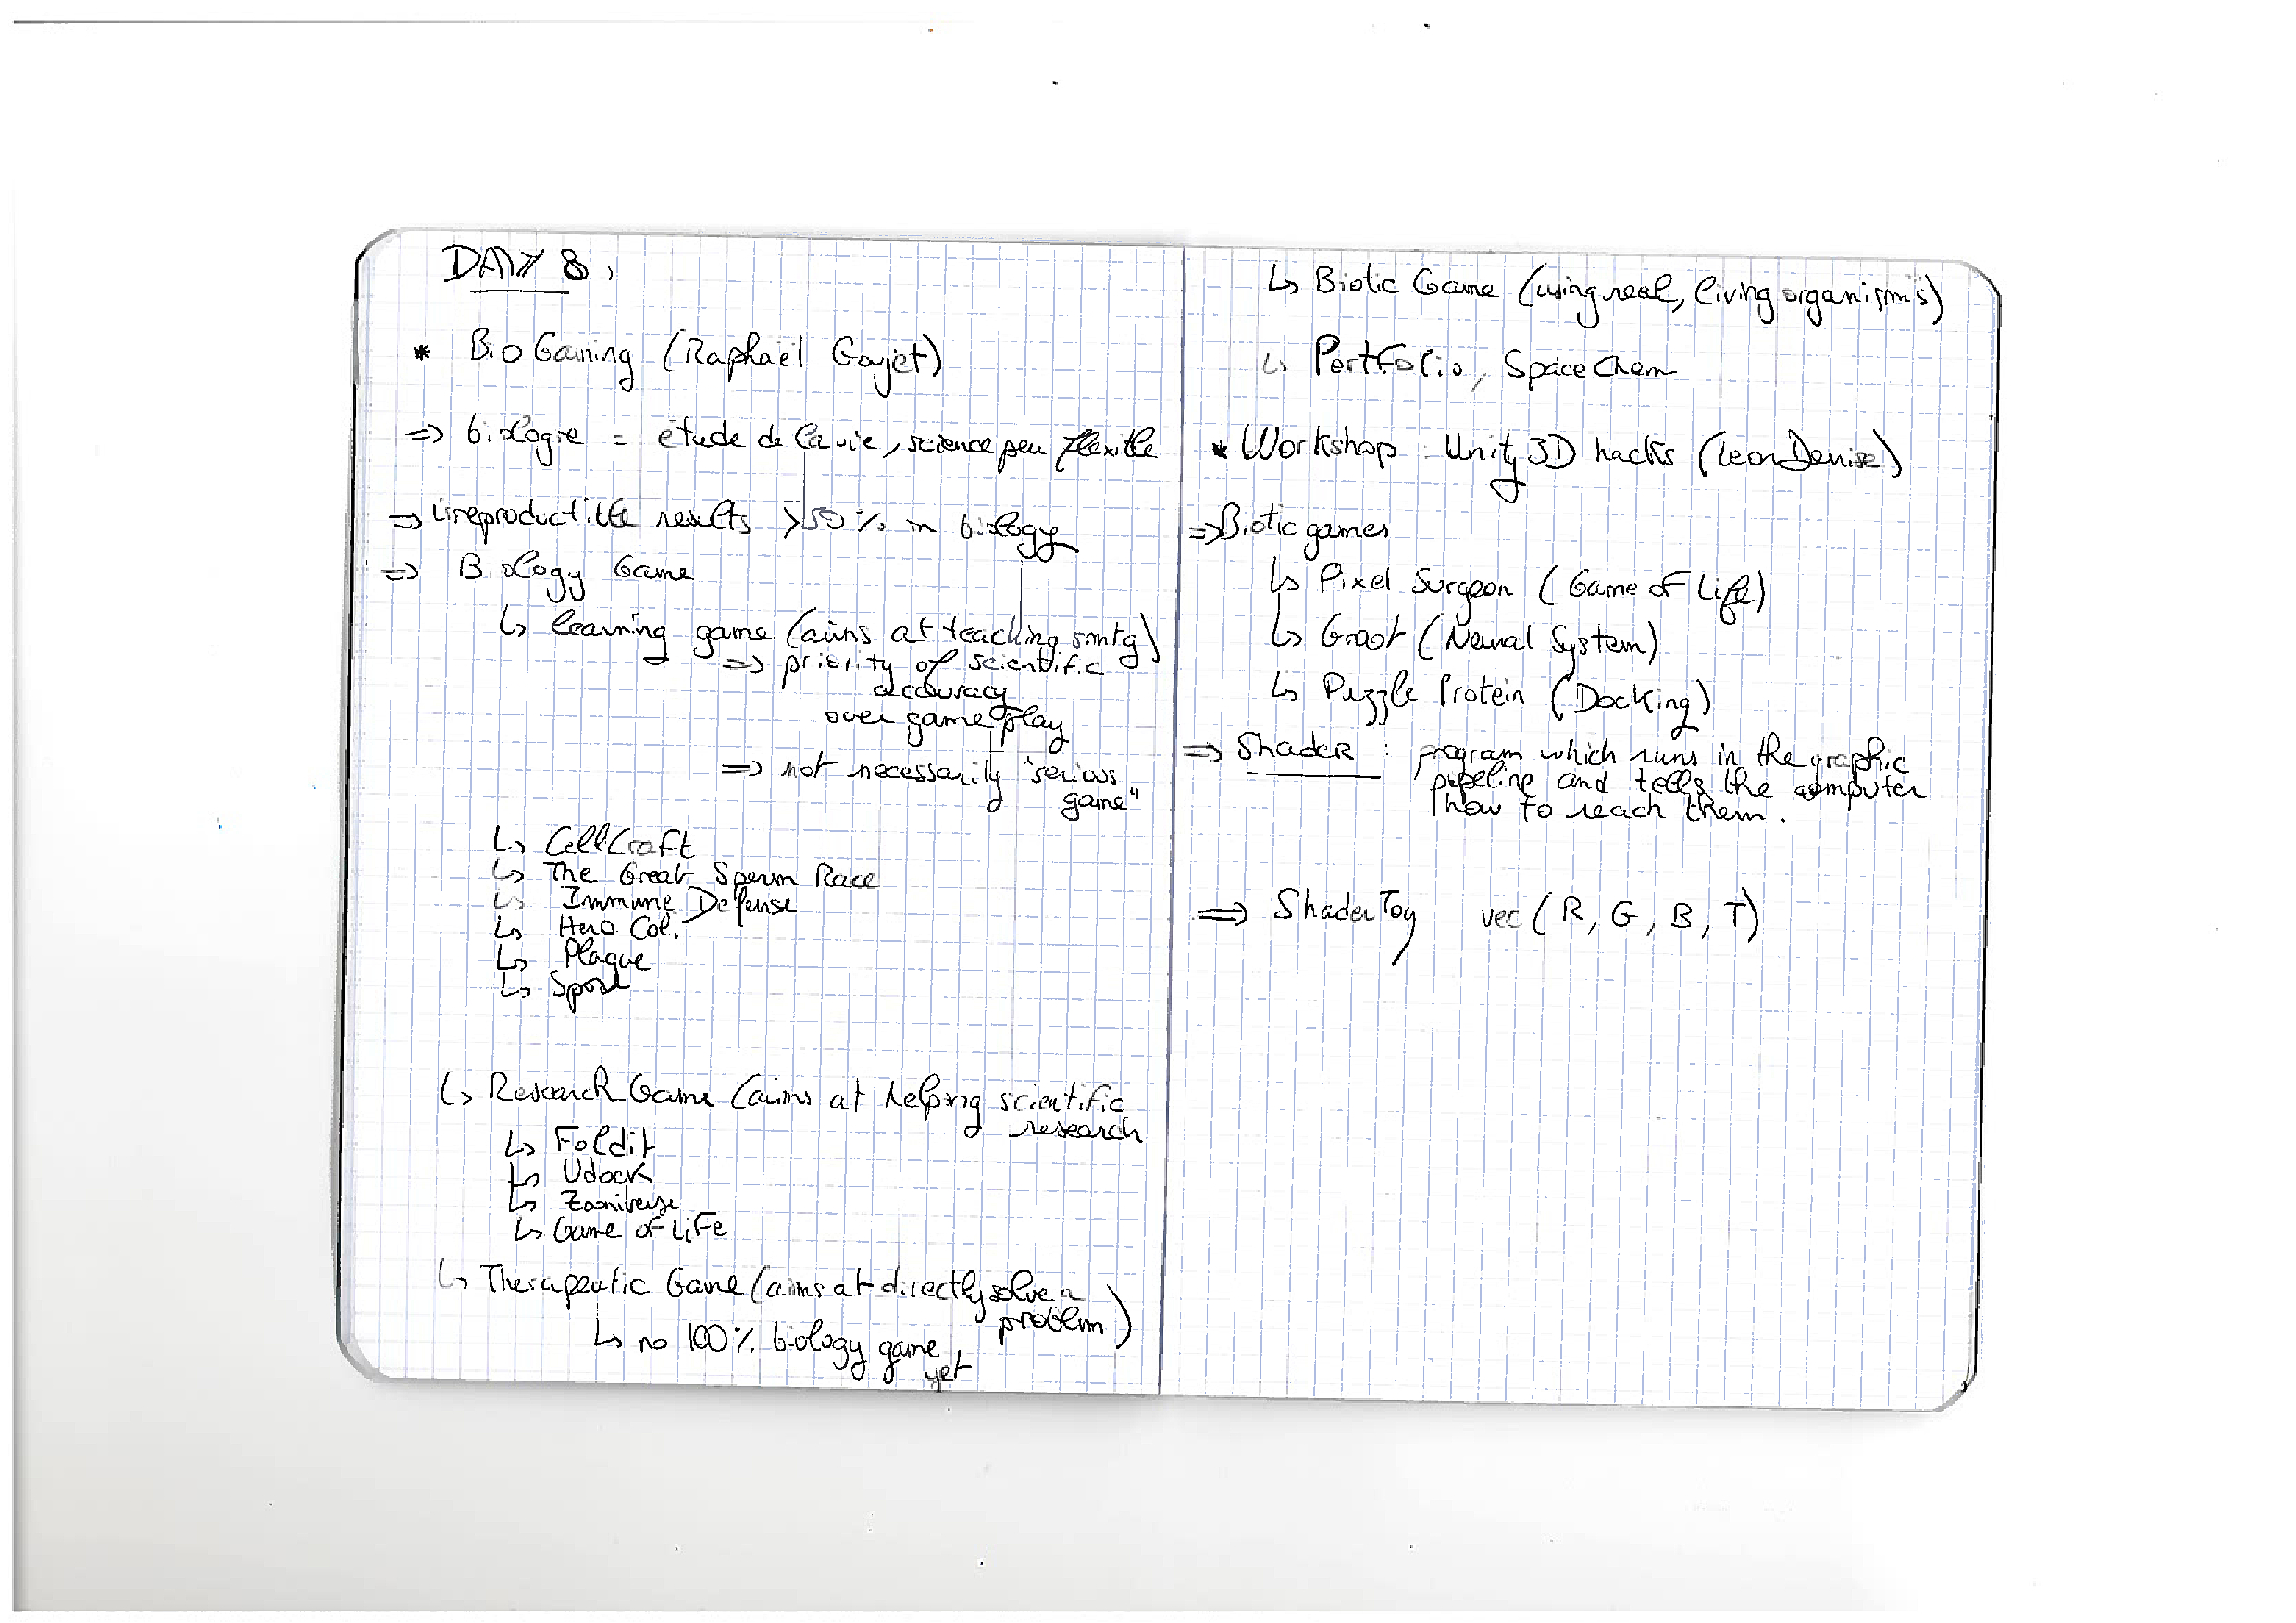 DAY 8,
* BioGaming (Raphaël Goujet)
=> biologie = etude de la vie, science peu flexible
=> irreproductible results >50% in biology
=> Biology Game
↳ learning game (aims at teaching smtg)
=> priority of scientific
accuracy
over gameplay
=> not necessarily "serious
game"
↳ CellCraft
↳ The Great Sperm Race
↳ Immune Defense
↳ Hero Col.
↳ Plague
↳ Spore
↳ Research Game (aims at helping scientific
research
↳ Foldit
↳ Udock
↳ Zooniverse
↳ Game of Life
↳ Therapeutic Game (aims at directly solve a
problem)
↳ no 100% biology game
yet
↳ Biotic Game (using real, living organisms)
↳ Portfolio, SpaceChem
* Workshop : Unity 3D hacks (Leon Denise)
=> Biotic games
↳ Pixel Surgeon (Game of Life)
↳ Groot (Neural System)
↳ Puzzle Protein (Docking)
=> Shader : program which runs in the graphic
pipeline and tells the computer
how to reach them.
=> ShaderToy vec (R, G, B, T)